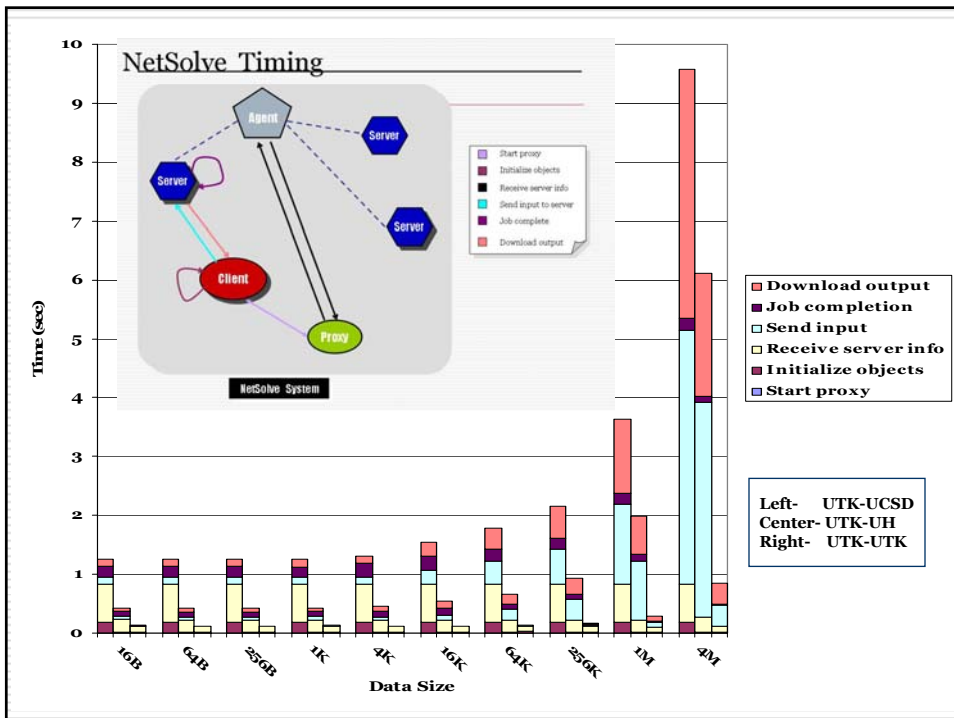 NetSolve Timing
Agent
Server
Server
Server
Client
Proxy
NetSolve System
Start proxy
Initialize objects
Receive server info
Send input to server
Job complete
Download output
Time(sec)
10
9
8
7
6
5
4
3
2
1
0
16B
64B
256B
1K
4K
16K
64K
256K
1M
4M
Data Size
Download output
Job completion
Send input
Receive server info
Initialize objects
Start proxy
Left- UTK-UCSD
Center- UTK-UH
Right- UTK-UTK